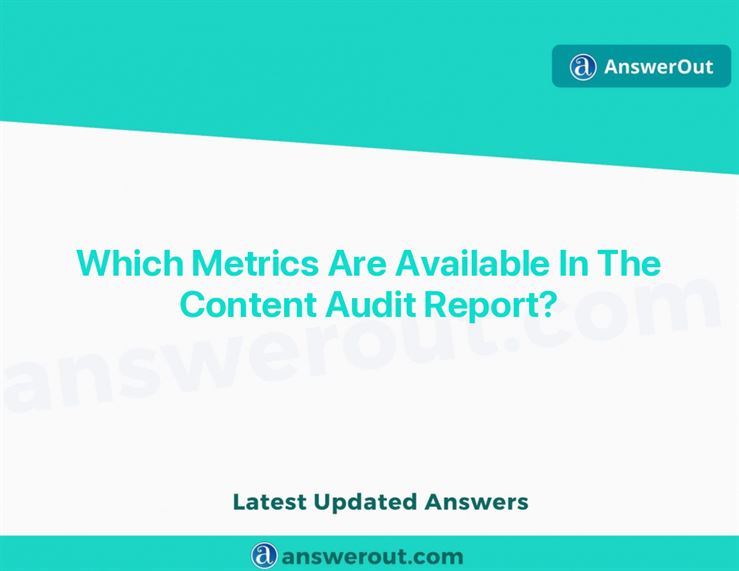 AnswerOut
Which Metrics Are Available In The
Content Audit Report?
answerout.com
Latest Updated Answers
answerout.com